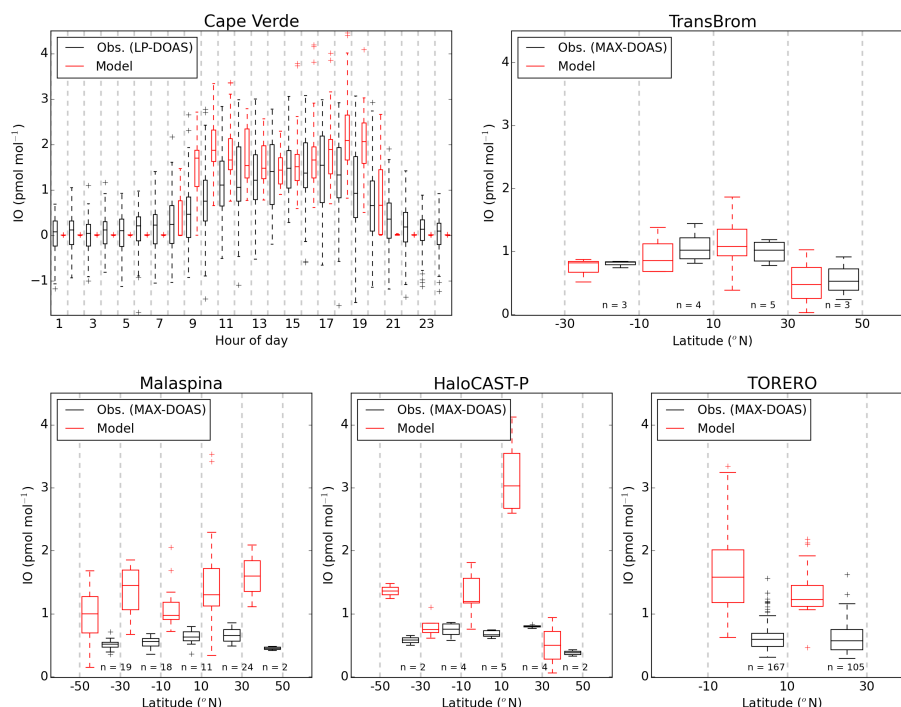 Cape Verde
Obs. (LP-DOAS)
Model
IO (pmol mol⁻¹)
4
3
2
1
0
−1
1 3 5 7 9 11 13 15 17 19 21 23
Hour of day
TransBrom
Obs. (MAX-DOAS)
Model
IO (pmol mol⁻¹)
4
3
2
1
0
n = 3 n = 4 n = 5 n = 3
-30 -10 10 30 50
Latitude (°N)
Malaspina
Obs. (MAX-DOAS)
Model
IO (pmol mol⁻¹)
4
3
2
1
0
n = 19 n = 18 n = 11 n = 24 n = 2
-50 -30 -10 10 30 50
Latitude (°N)
HaloCAST-P
Obs. (MAX-DOAS)
Model
IO (pmol mol⁻¹)
4
3
2
1
0
n = 2 n = 4 n = 5 n = 4 n = 2
-50 -30 -10 10 30 50
Latitude (°N)
TORERO
Obs. (MAX-DOAS)
Model
IO (pmol mol⁻¹)
4
3
2
1
0
n = 167 n = 105
-10 10 30
Latitude (°N)